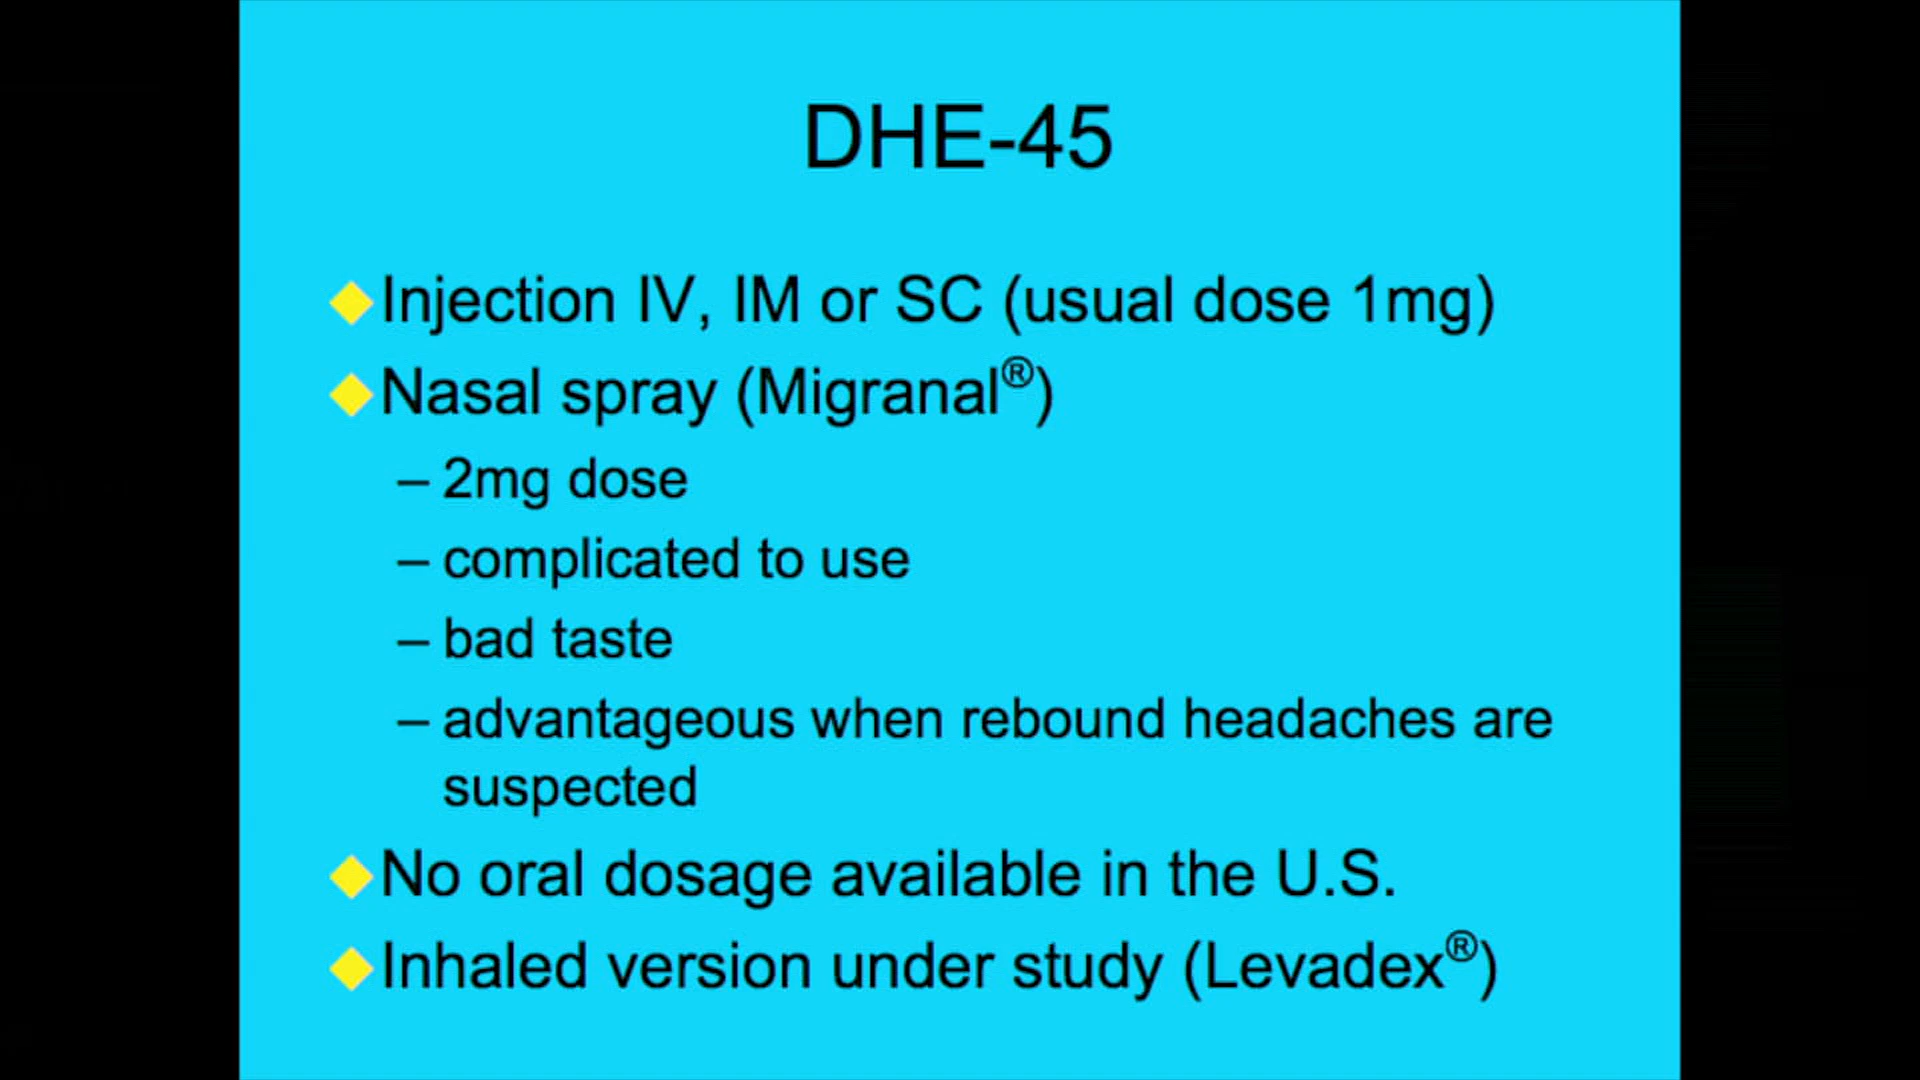 DHE-45
◆Injection IV, IM or SC (usual dose 1mg)
◆Nasal spray (Migranal®)
– 2mg dose
– complicated to use
– bad taste
– advantageous when rebound headaches are
suspected
◆No oral dosage available in the U.S.
◆Inhaled version under study (Levadex®)